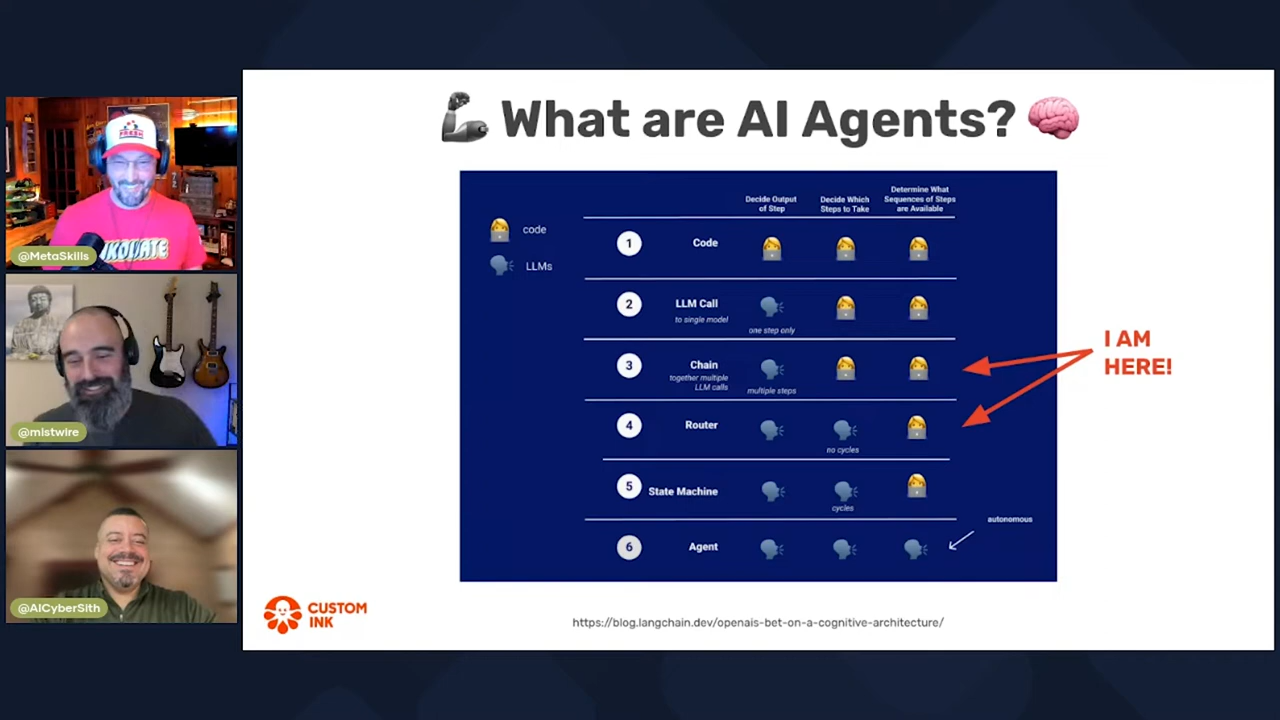 What are AI Agents?
@MetaSkills
@mistwire
@AICyberSith
code
LLMs
Decide Output
of Step
Decide Which
Steps to Take
Determine What
Sequences of Steps
are Available
1 Code
2 LLM Call
to single model
one step only
3 Chain
together multiple
LLM calls
multiple steps
4 Router
no cycles
5 State Machine
cycles
6 Agent
autonomous
I AM
HERE!
CUSTOM
INK
https://blog.langchain.dev/openais-bet-on-a-cognitive-architecture/